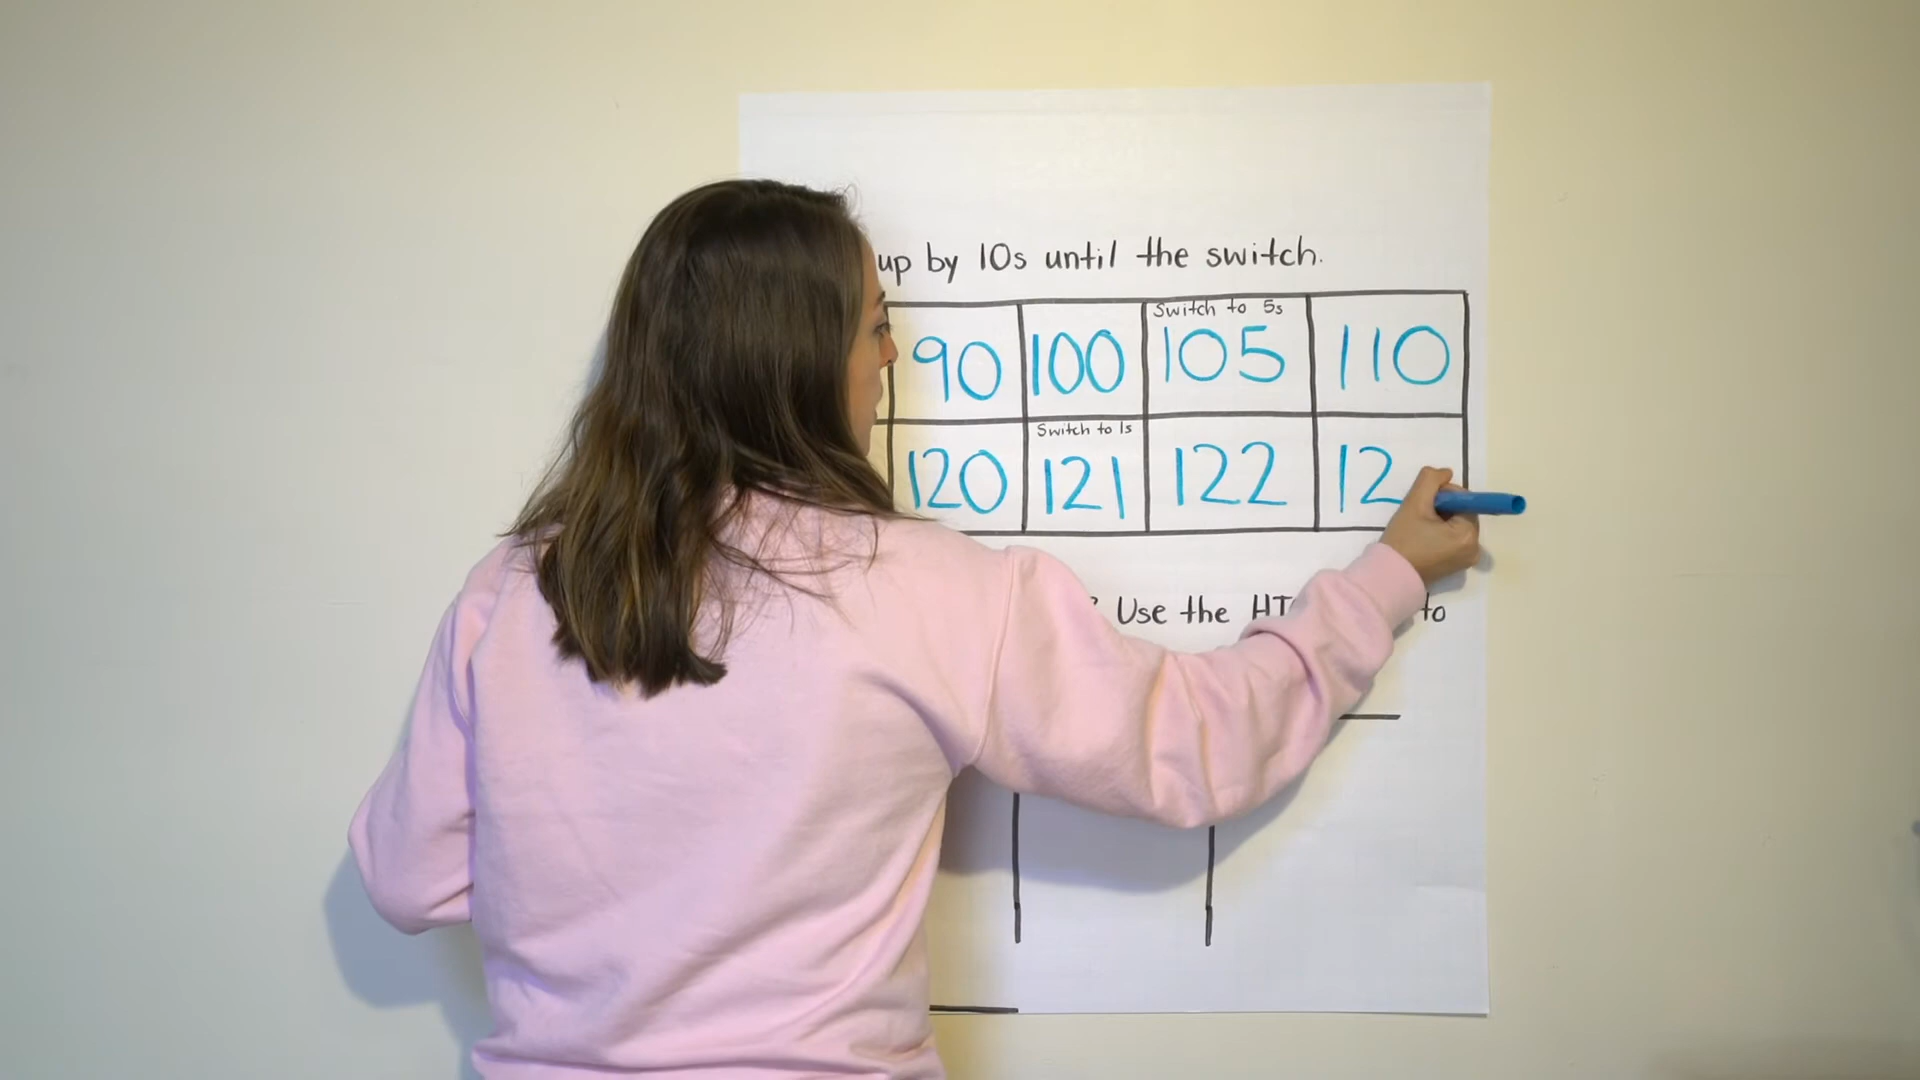 up by 10s until the switch.
Switch to 5s
90 100 105 110
Switch to 1s
120 121 122 12
Use the to